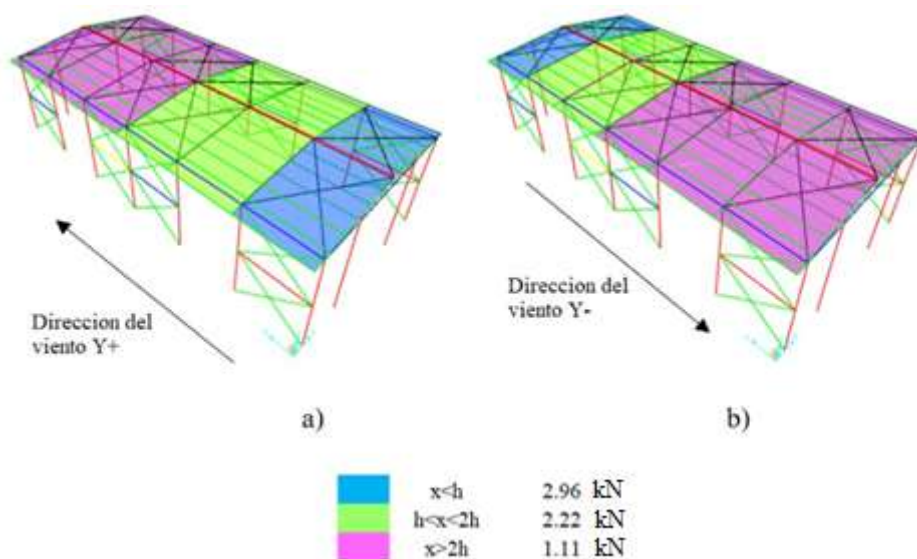 Direccion del
viento Y+
Direccion del
viento Y-
a)
b)
x<h 2.96 kN
h<x<2h 2.22 kN
x>2h 1.11 kN